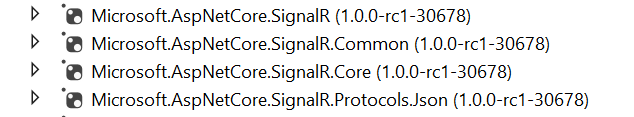 Microsoft.AspNetCore.SignalR (1.0.0-rc1-30678)
Microsoft.AspNetCore.SignalR.Common (1.0.0-rc1-30678)
Microsoft.AspNetCore.SignalR.Core (1.0.0-rc1-30678)
Microsoft.AspNetCore.SignalR.Protocols.Json (1.0.0-rc1-30678)